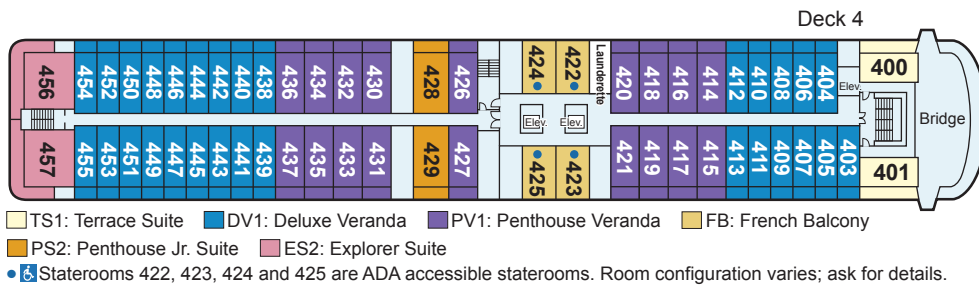 Deck 4
456 454 452 450 448 446 444 442 440 438 436 434 432 430 428 426 424 422 Launderette 420 418 416 414 412 410 408 406 404 Elev. 400
Elev. Elev. Bridge
457 455 453 451 449 447 445 443 441 439 437 435 433 431 429 427 425 423 421 419 417 415 413 411 409 407 405 403 401
TS1: Terrace Suite DV1: Deluxe Veranda PV1: Penthouse Veranda FB: French Balcony
PS2: Penthouse Jr. Suite ES2: Explorer Suite
• ♿ Staterooms 422, 423, 424 and 425 are ADA accessible staterooms. Room configuration varies; ask for details.